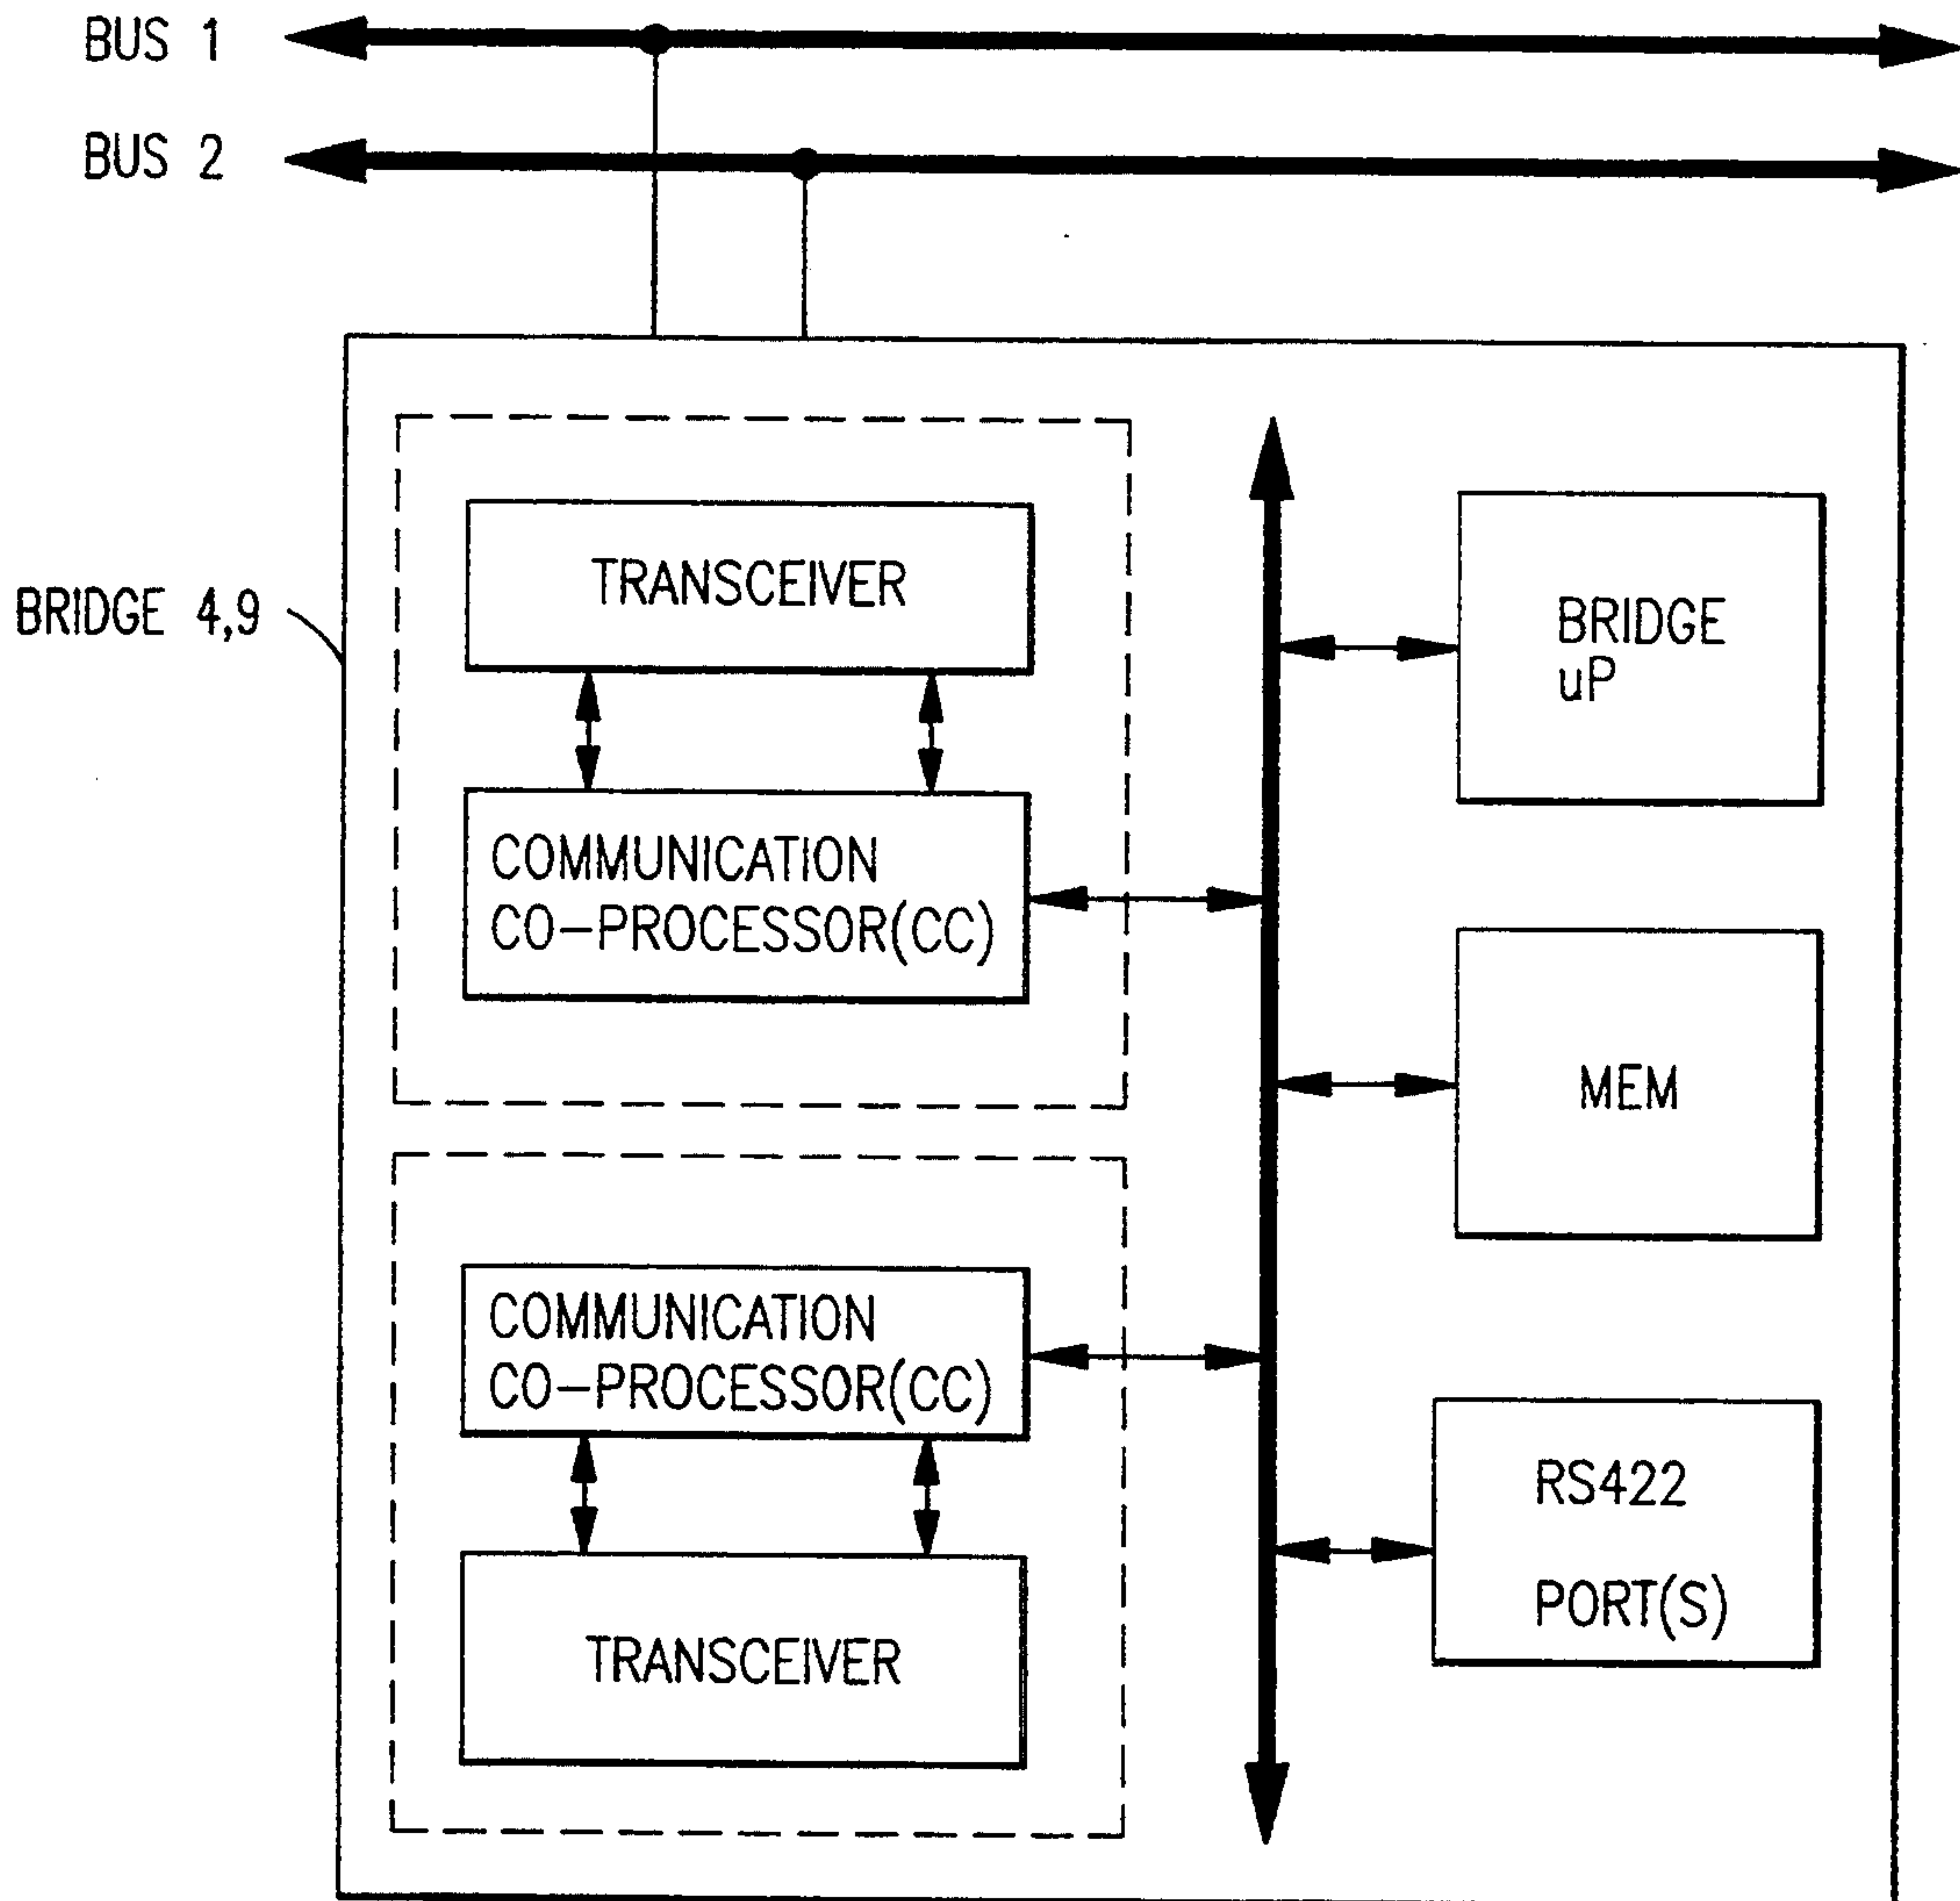 BUS 1
BUS 2
BRIDGE 4,9
TRANSCEIVER
COMMUNICATION
CO-PROCESSOR(CC)
COMMUNICATION
CO-PROCESSOR(CC)
TRANSCEIVER
BRIDGE
uP
MEM
RS422
PORT(S)